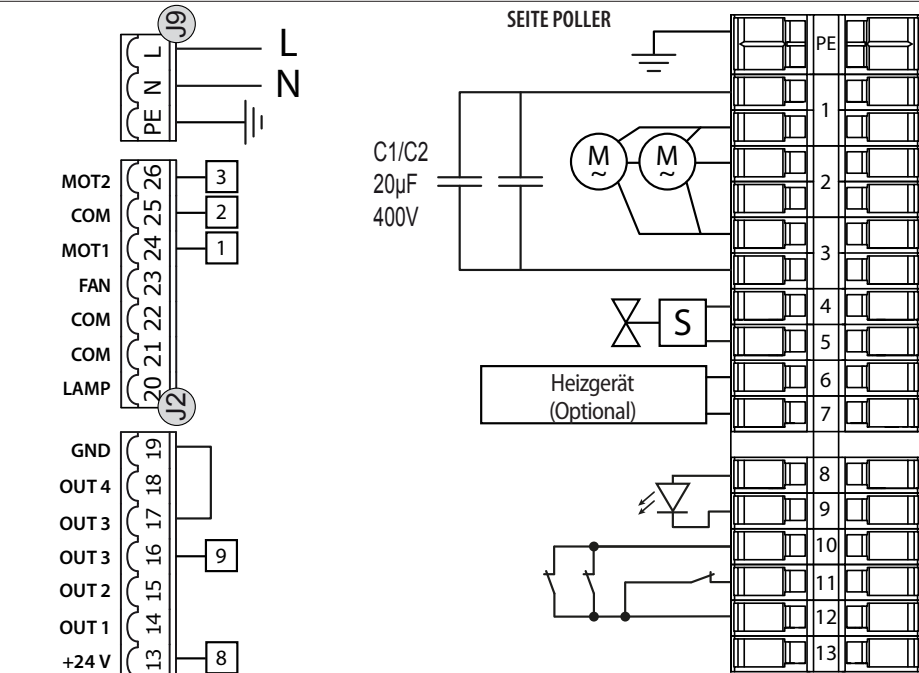 J9
L L
N N
PE
MOT2 26 3
COM 25 2
MOT1 24 1
FAN 23
COM 22
COM 21
LAMP 20
J2
GND 19
OUT 4 18
OUT 3 17
OUT 3 16 9
OUT 2 15
OUT 1 14
+24 V 13 8
SEITE POLLER
C1/C2
20µF
400V
M
~
M
~
S
Heizgerät
(Optional)
PE
1
2
3
4
5
6
7
8
9
10
11
12
13